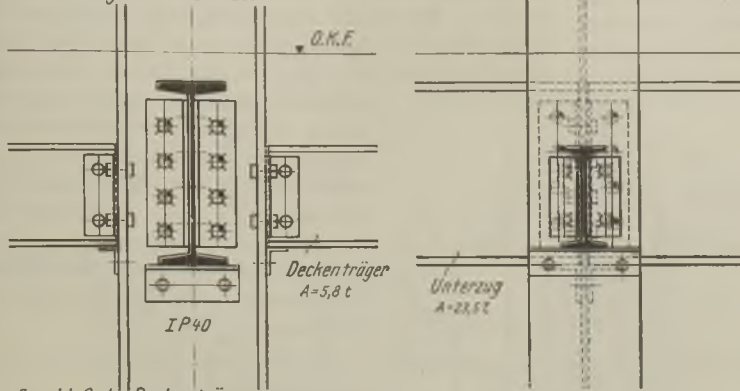 O.K.F.
Deckenträger
A=5,8 t
IP40
Unterzug
A=23,5 t